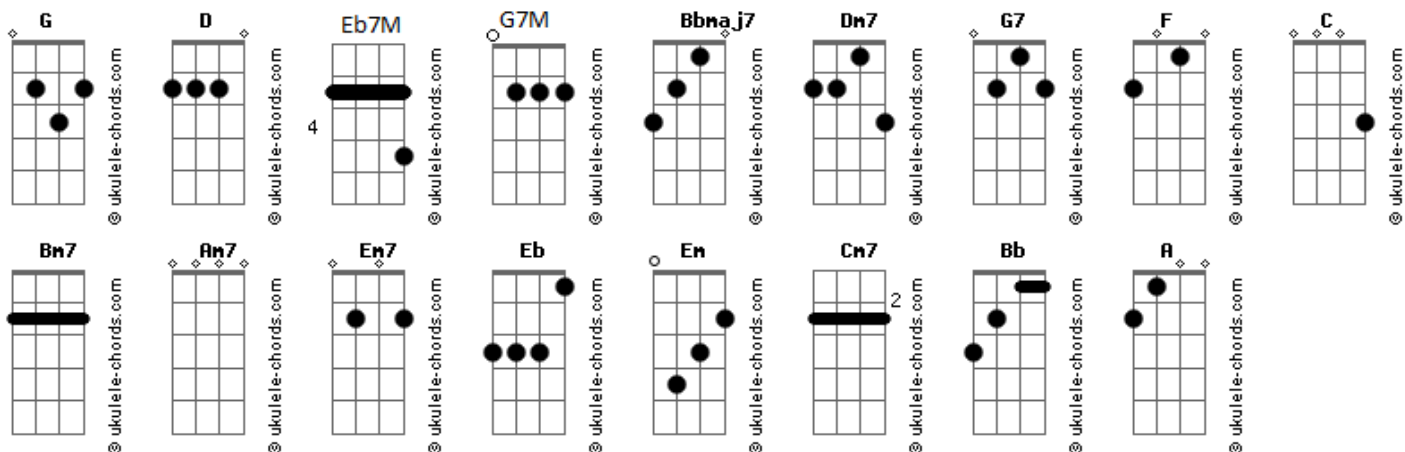 G D Eb7M G7M Bbmaj7 Dm7 G7 F C
4
© ukulele-chords.com © ukulele-chords.com © ukulele-chords.com © ukulele-chords.com © ukulele-chords.com © ukulele-chords.com © ukulele-chords.com © ukulele-chords.com © ukulele-chords.com
Bm7 Am7 Em7 Eb Em Cm7 Bb A
2
© ukulele-chords.com © ukulele-chords.com © ukulele-chords.com © ukulele-chords.com © ukulele-chords.com © ukulele-chords.com © ukulele-chords.com © ukulele-chords.com